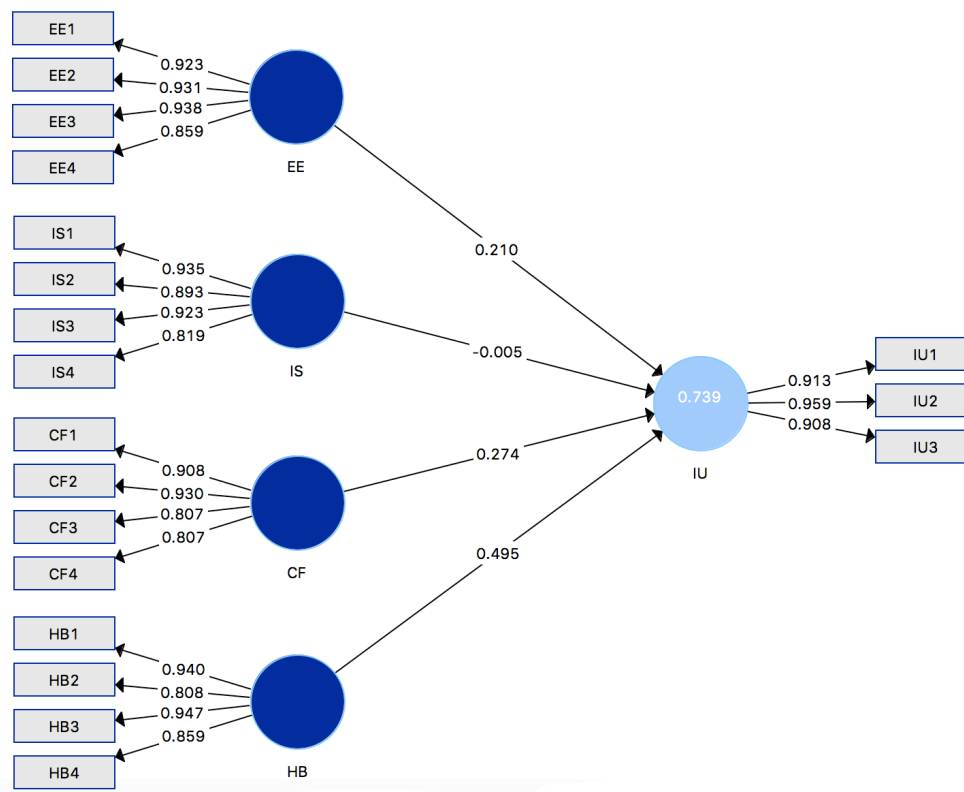 EE1
0.923
EE2
0.931
EE3
0.938
EE4
0.859
EE
0.210
IS1
0.935
IS2
0.893
IS3
0.923
IS4
0.819
IS
-0.005
CF1
0.908
CF2
0.930
CF3
0.807
CF4
0.807
CF
0.274
HB1
0.940
HB2
0.808
HB3
0.947
HB4
0.859
HB
0.495
0.739
IU
0.913
IU1
0.959
IU2
0.908
IU3